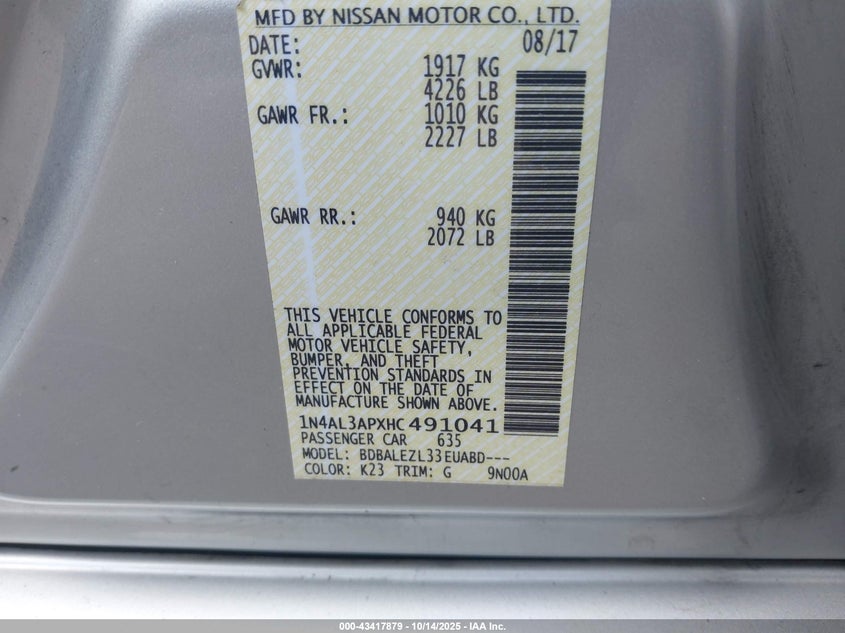 MFD BY NISSAN MOTOR CO., LTD.
DATE: 08/17
GVWR: 1917 KG
4226 LB
GAWR FR.: 1010 KG
2227 LB
GAWR RR.: 940 KG
2072 LB
THIS VEHICLE CONFORMS TO
ALL APPLICABLE FEDERAL
MOTOR VEHICLE SAFETY,
BUMPER, AND THEFT
PREVENTION STANDARDS IN
EFFECT ON THE DATE OF
MANUFACTURE SHOWN ABOVE.
1N4AL3APXHC491041
PASSENGER CAR 635
MODEL: BDBALEZL33EUABD---
COLOR: K23 TRIM: G 9N00A
000-43417879 - 10/14/2025 - IAA Inc.